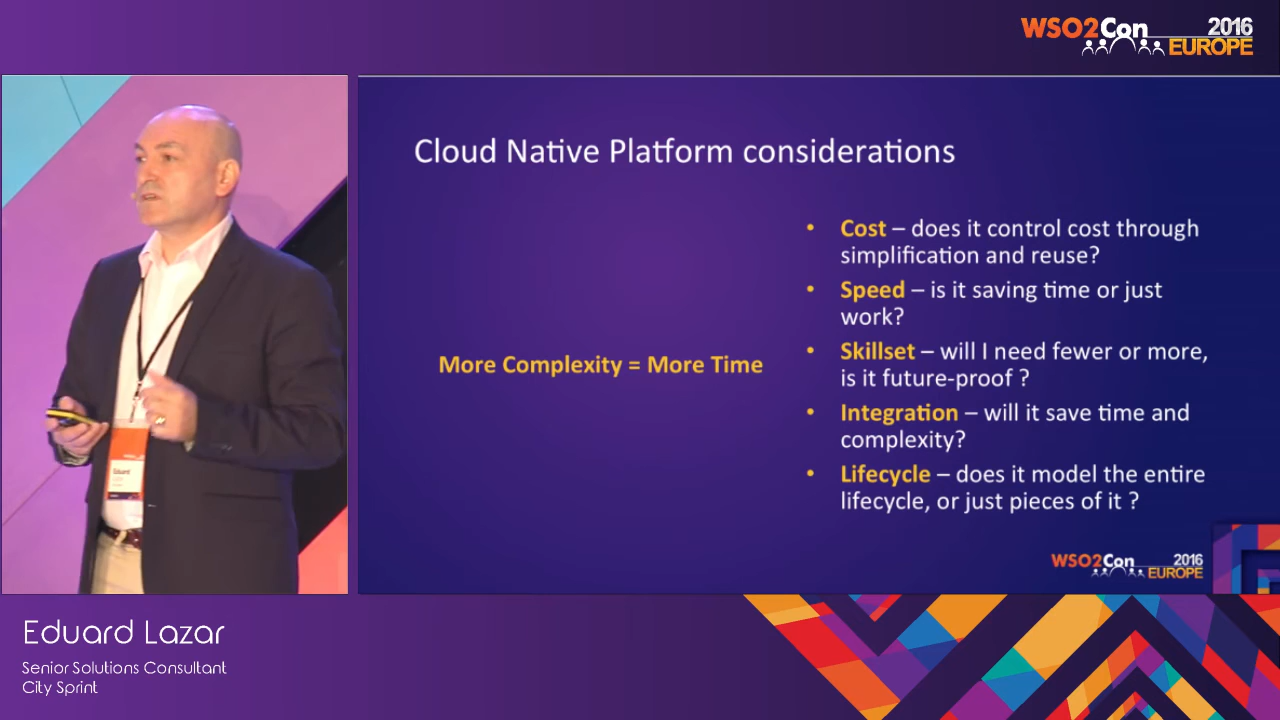 WSO2Con 2016
EUROPE
Cloud Native Platform considerations
More Complexity = More Time
• Cost – does it control cost through
simplification and reuse?
• Speed – is it saving time or just
work?
• Skillset – will I need fewer or more,
is it future-proof ?
• Integration – will it save time and
complexity?
• Lifecycle – does it model the entire
lifecycle, or just pieces of it ?
WSO2Con 2016
EUROPE
Eduard
Eduard Lazar
Senior Solutions Consultant
City Sprint